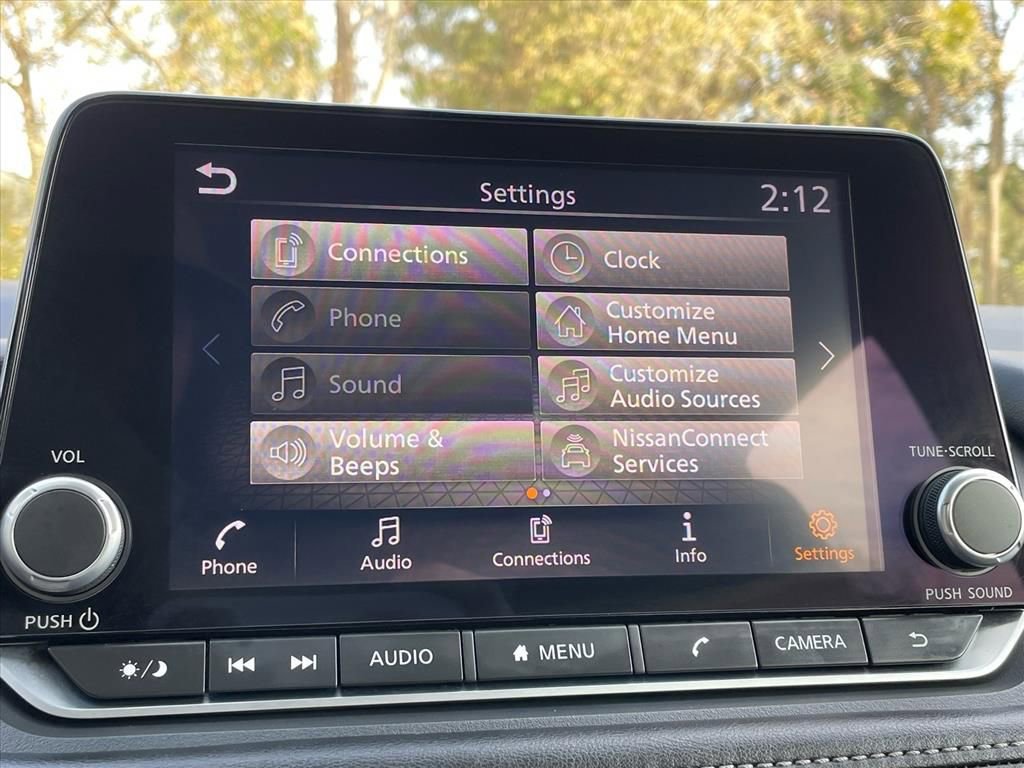 Settings
2:12
Connections
Clock
Phone
Customize
Home Menu
Sound
Customize
Audio Sources
Volume &
Beeps
NissanConnect
Services
VOL
TUNE·SCROLL
Phone
Audio
Connections
Info
Settings
PUSH
PUSH SOUND
AUDIO
MENU
CAMERA